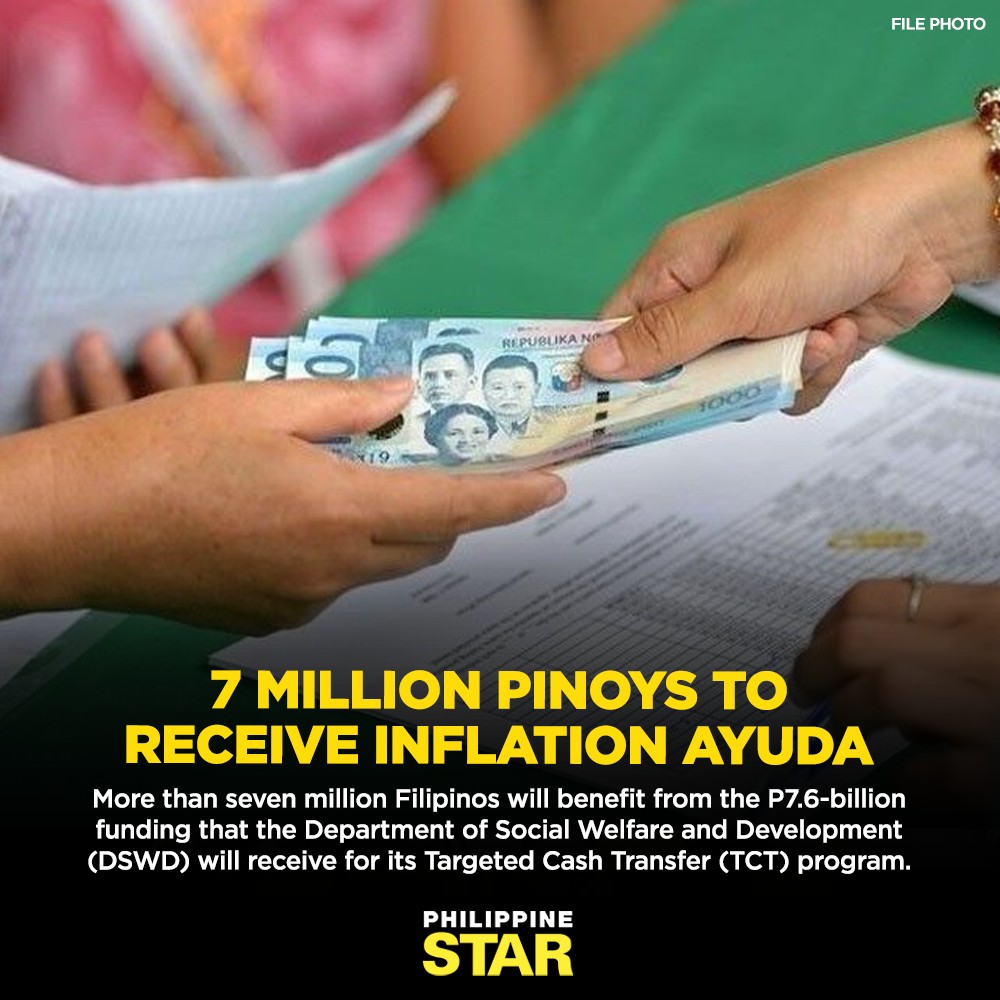 FILE PHOTO
REPUBLIKA
1000
7 MILLION PINOYS TO
RECEIVE INFLATION AYUDA
More than seven million Filipinos will benefit from the P7.6-billion
funding that the Department of Social Welfare and Development
(DSWD) will receive for its Targeted Cash Transfer (TCT) program.
PHILIPPINE
STAR